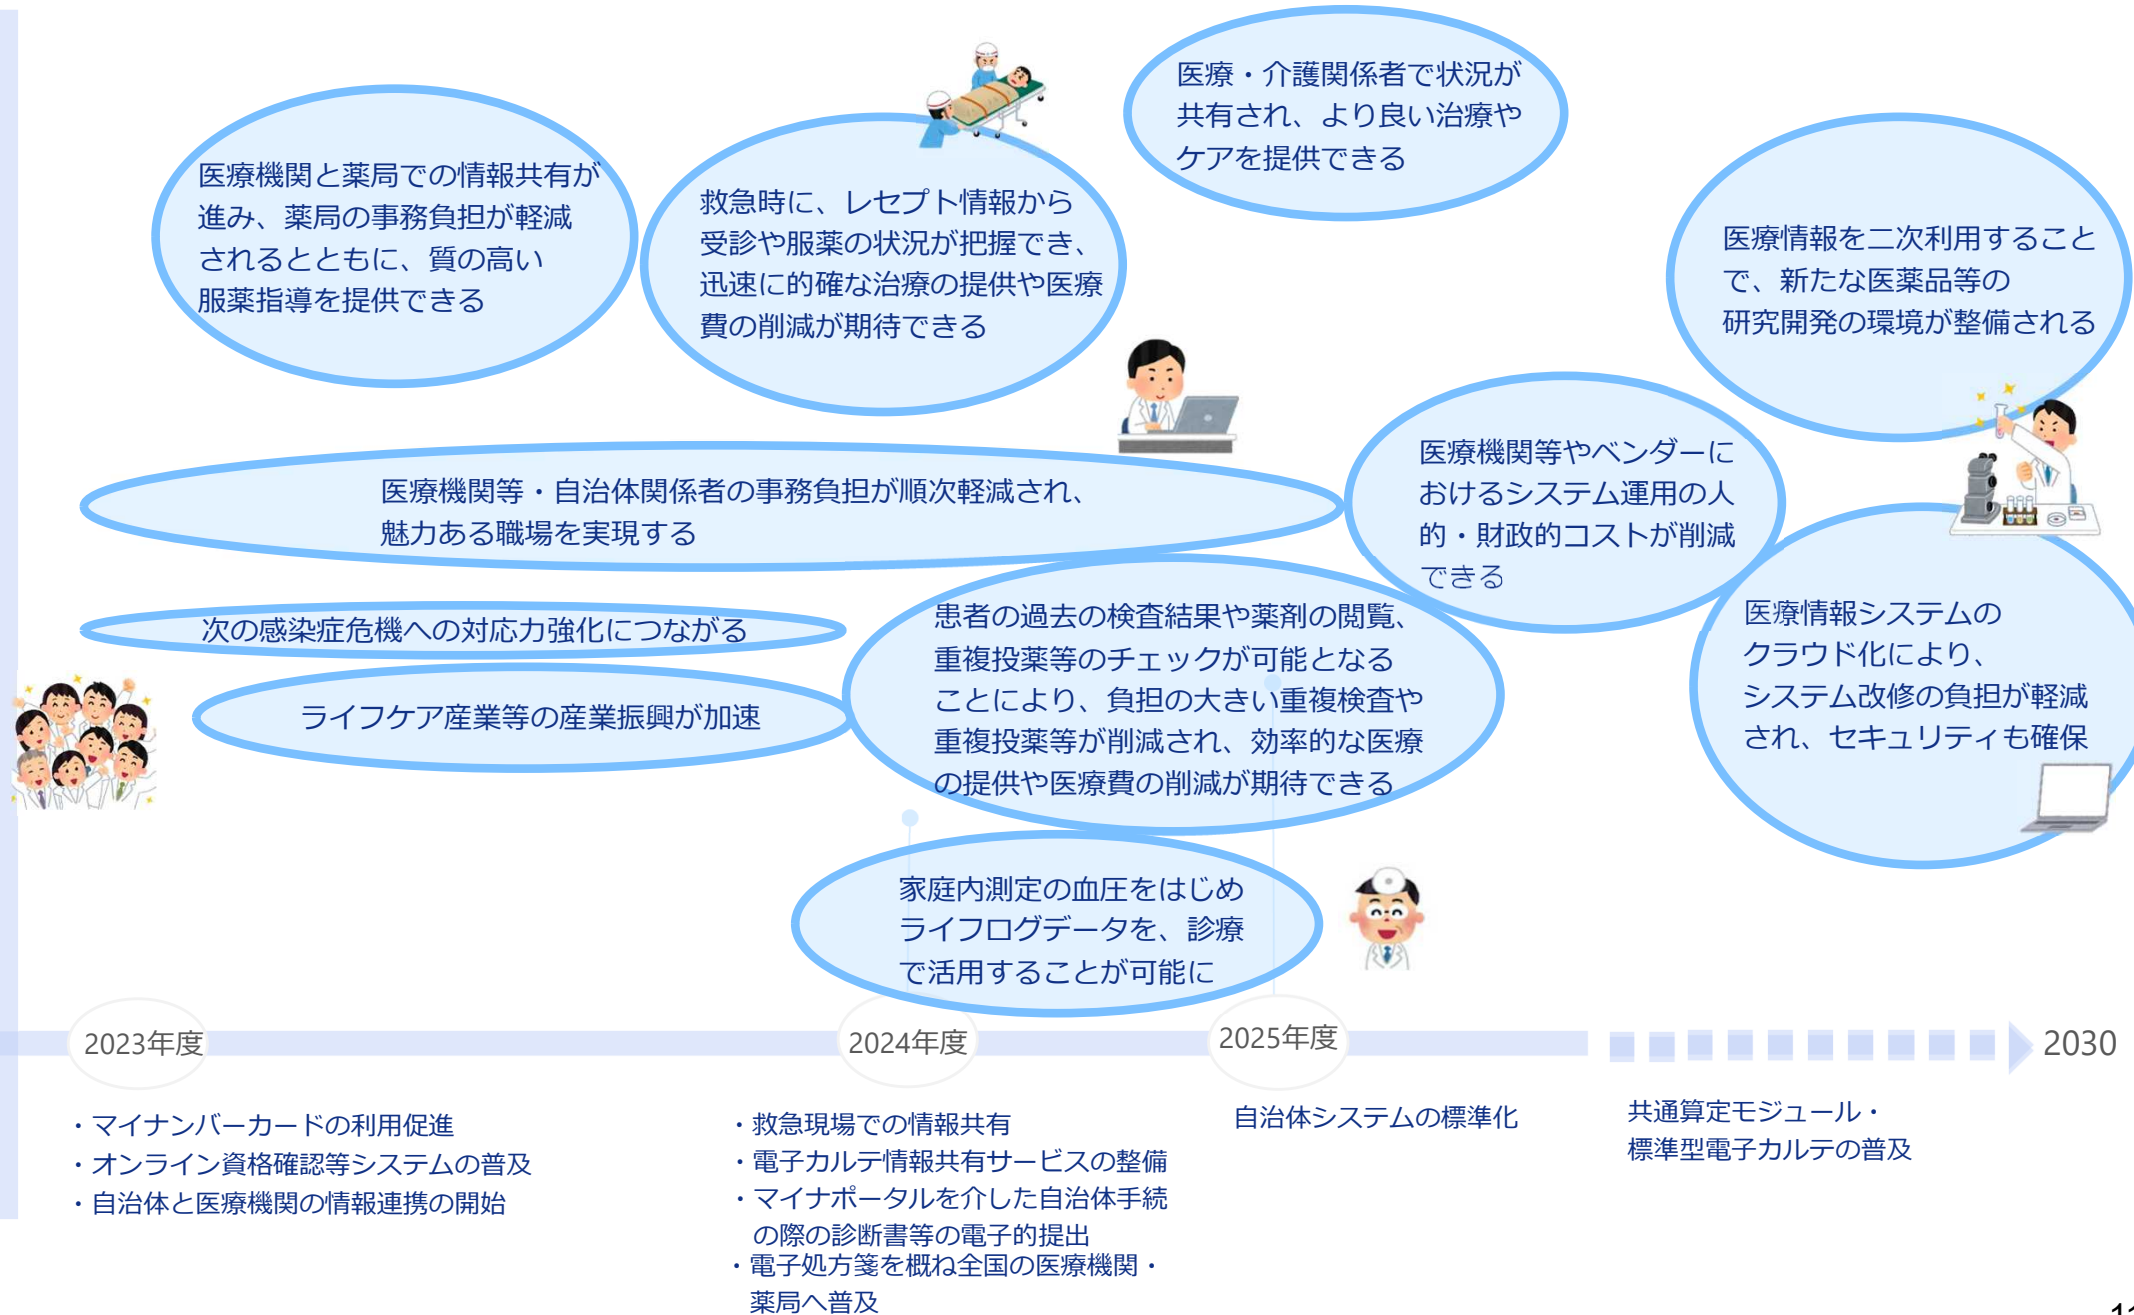 医療機関と薬局での情報共有が
進み、薬局の事務負担が軽減
されるとともに、質の高い
服薬指導を提供できる
救急時に、レセプト情報から
受診や服薬の状況が把握でき、
迅速に的確な治療の提供や医療
費の削減が期待できる
医療・介護関係者で状況が
共有され、より良い治療や
ケアを提供できる
医療情報を二次利用すること
で、新たな医薬品等の
研究開発の環境が整備される
医療機関等・自治体関係者の事務負担が順次軽減され、
魅力ある職場を実現する
医療機関等やベンダーに
おけるシステム運用の人
的・財政的コストが削減
できる
次の感染症危機への対応力強化につながる
ライフケア産業等の産業振興が加速
患者の過去の検査結果や薬剤の閲覧、
重複投薬等のチェックが可能となる
ことにより、負担の大きい重複検査や
重複投薬等が削減され、効率的な医療
の提供や医療費の削減が期待できる
医療情報システムの
クラウド化により、
システム改修の負担が軽減
され、セキュリティも確保
家庭内測定の血圧をはじめ
ライフログデータを、診療
で活用することが可能に
2023年度
2024年度
2025年度
2030
・マイナンバーカードの利用促進
・オンライン資格確認等システムの普及
・自治体と医療機関の情報連携の開始
・救急現場での情報共有
・電子カルテ情報共有サービスの整備
・マイナポータルを介した自治体手続
の際の診断書等の電子的提出
・電子処方箋を概ね全国の医療機関・
薬局へ普及
自治体システムの標準化
共通算定モジュール・
標準型電子カルテの普及